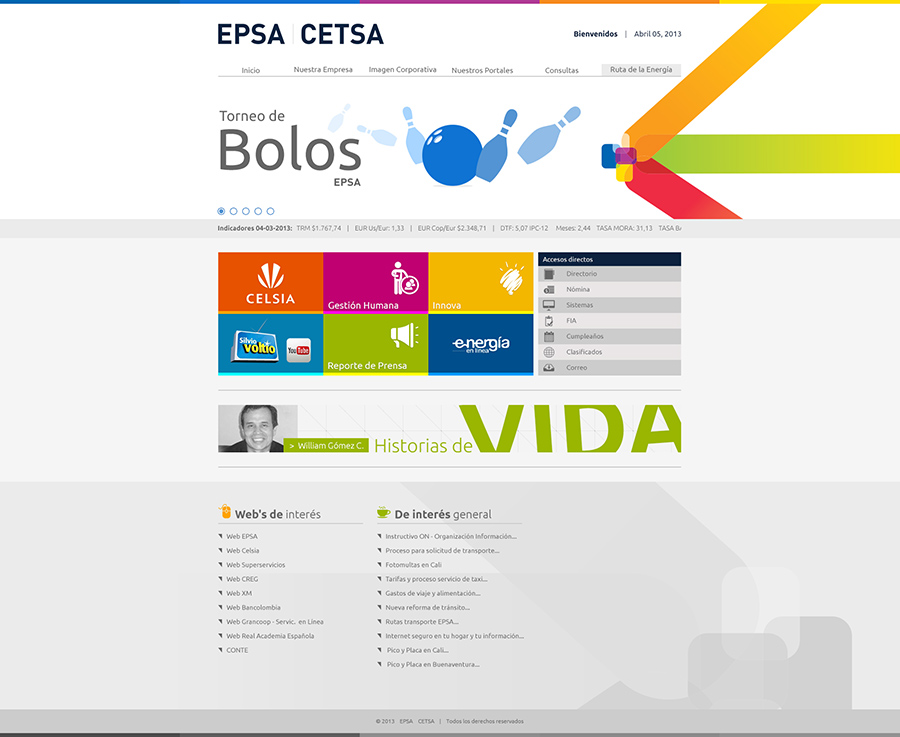 EPSA | CETSA
Bienvenidos | Abril 05, 2013
Inicio Nuestra Empresa Imagen Corporativa Nuestros Portales Consultas Ruta de la Energía
Torneo de
Bolos
EPSA
Indicadores 04-03-2013: TRM $1.767,74 | EUR Us/Eur: 1,33 | EUR Cop/Eur $2.348,71 | DTF: 5,07 IPC-12 Meses: 2,44 TASA MORA: 31,13 TASA BA
CELSIA
Gestión Humana
Innova
Silvio
Voltio
You Tube
Reporte de Prensa
e-nergía
en línea
Accesos directos
Directorio
Nómina
Sistemas
FIA
Cumpleaños
Clasificados
Correo
> William Gómez C.
Historias de VIDA
Web's de interés
Web EPSA
Web Celsia
Web Superservicios
Web CREG
Web XM
Web Bancolombia
Web Grancoop - Servic. en Línea
Web Real Academia Española
CONTE
De interés general
Instructivo ON - Organización Información...
Proceso para solicitud de transporte...
Fotomultas en Cali
Tarifas y proceso servicio de taxi...
Gastos de viaje y alimentación...
Nueva reforma de tránsito...
Rutas transporte EPSA...
Internet seguro en tu hogar y tu información...
Pico y Placa en Cali...
Pico y Placa en Buenaventura...
© 2013 EPSA CETSA | Todos los derechos reservados